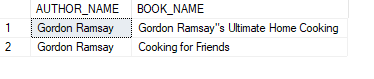 AUTHOR_NAME BOOK_NAME
1 Gordon Ramsay Gordon Ramsay"s Ultimate Home Cooking
2 Gordon Ramsay Cooking for Friends